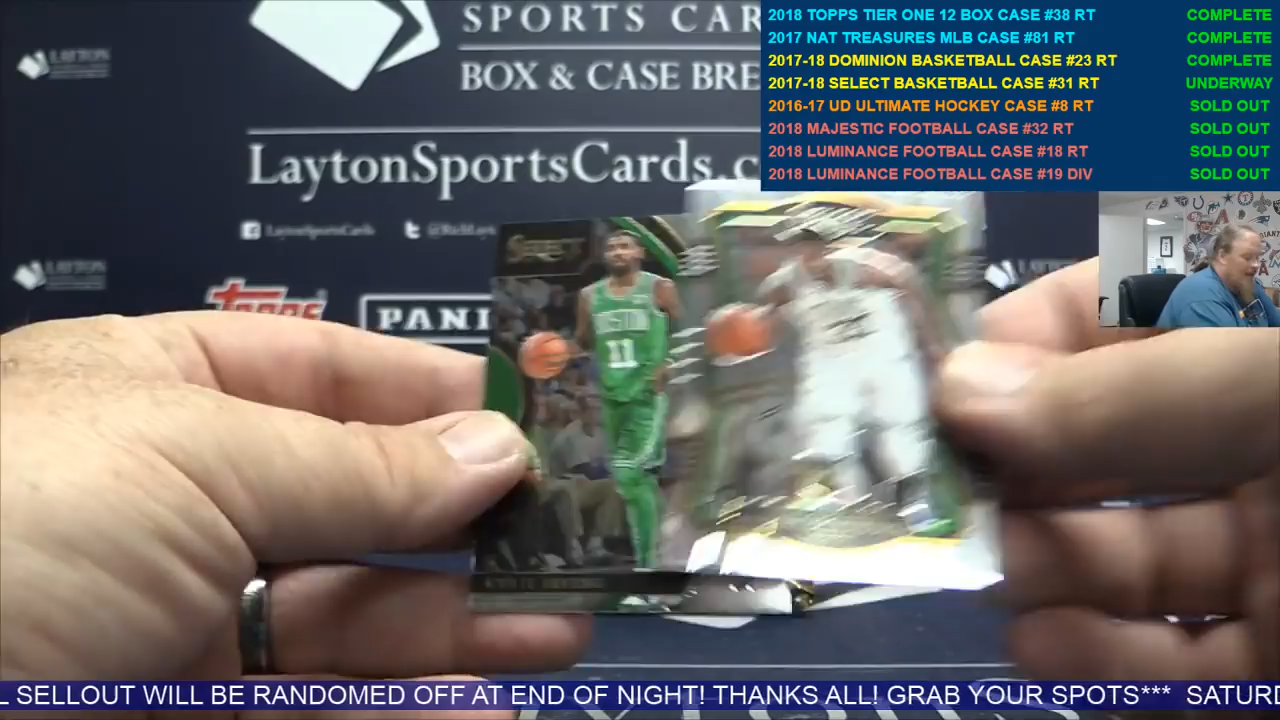 SPORTS CAR
BOX & CASE BRE
LaytonSportsCards.c
LaytonSportsCards
LAYTON
LAYTON
TOPPS
PANINI
SELECT
BOSTON
11
2018 TOPPS TIER ONE 12 BOX CASE #38 RT COMPLETE
2017 NAT TREASURES MLB CASE #81 RT COMPLETE
2017-18 DOMINION BASKETBALL CASE #23 RT COMPLETE
2017-18 SELECT BASKETBALL CASE #31 RT UNDERWAY
2016-17 UD ULTIMATE HOCKEY CASE #8 RT SOLD OUT
2018 MAJESTIC FOOTBALL CASE #32 RT SOLD OUT
2018 LUMINANCE FOOTBALL CASE #18 RT SOLD OUT
2018 LUMINANCE FOOTBALL CASE #19 DIV SOLD OUT
L SELLOUT WILL BE RANDOMED OFF AT END OF NIGHT! THANKS ALL! GRAB YOUR SPOTS*** SATURD